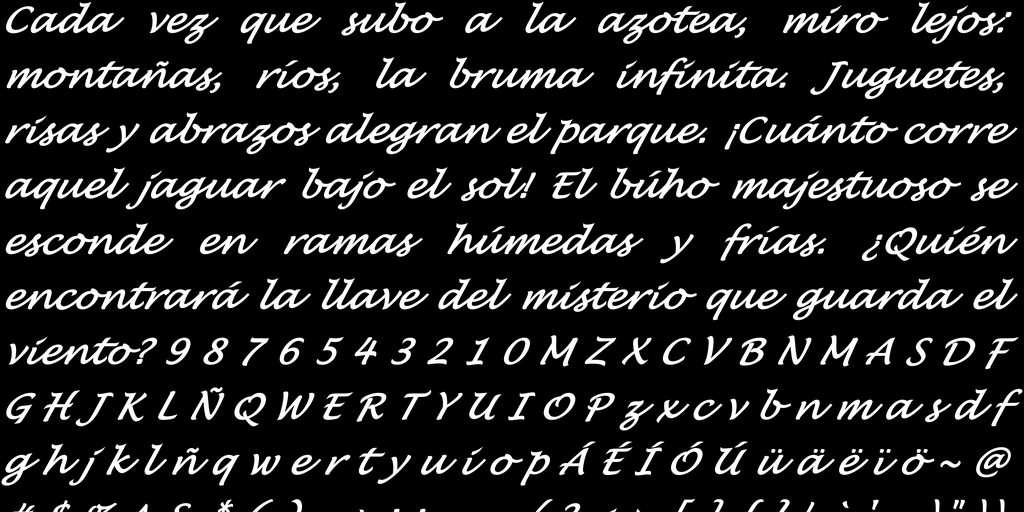 Cada vez que subo a la azotea, miro lejos:
montañas, ríos, la bruma infinita. Juguetes,
risas y abrazos alegran el parque. ¡Cuánto corre
aquel jaguar bajo el sol! El búho majestuoso se
esconde en ramas húmedas y frías. ¿Quién
encontrará la llave del misterio que guarda el
viento? 9 8 7 6 5 4 3 2 1 0 M Z X C V B N M A S D F
G H J K L Ñ Q W E R T Y U I O P z x c v b n m a s d f
g h j k l ñ q w e r t y u i o p Á É Í Ó Ú ü ä ë ï ö ~ @